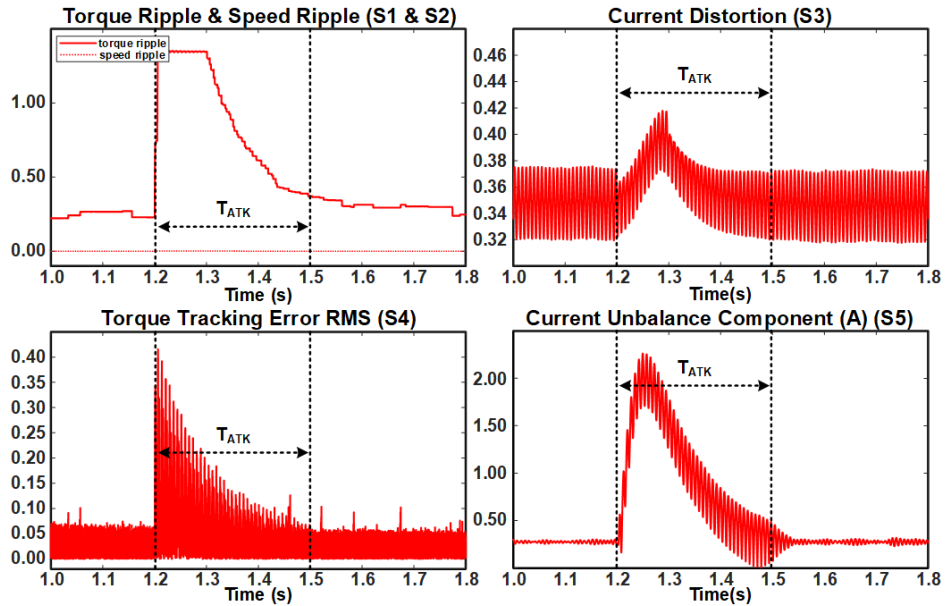 Torque Ripple & Speed Ripple (S1 & S2)
torque ripple
speed ripple
1.00
0.50
0.00
T_ATK
1.0 1.1 1.2 1.3 1.4 1.5 1.6 1.7 1.8
Time (s)
Current Distortion (S3)
0.46
0.42
0.40
0.36
0.34
0.32
T_ATK
1.0 1.1 1.2 1.3 1.4 1.5 1.6 1.7 1.8
Time(s)
Torque Tracking Error RMS (S4)
0.40
0.35
0.30
0.25
0.20
0.15
0.10
0.05
0.00
T_ATK
1.0 1.1 1.2 1.3 1.4 1.5 1.6 1.7 1.8
Time (s)
Current Unbalance Component (A) (S5)
2.00
1.50
1.00
0.50
T_ATK
1.0 1.1 1.2 1.3 1.4 1.5 1.6 1.7 1.8
Time (s)